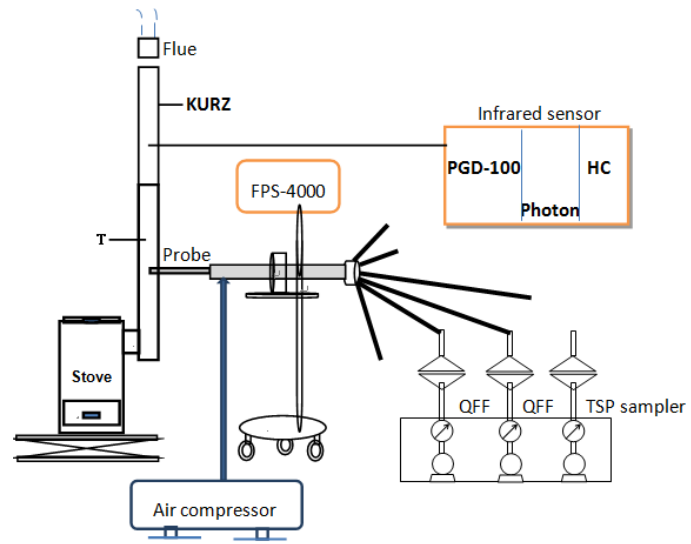 Flue
KURZ
Infrared sensor
PGD-100
HC
Photon
FPS-4000
T
Probe
Stove
QFF
QFF
TSP sampler
Air compressor